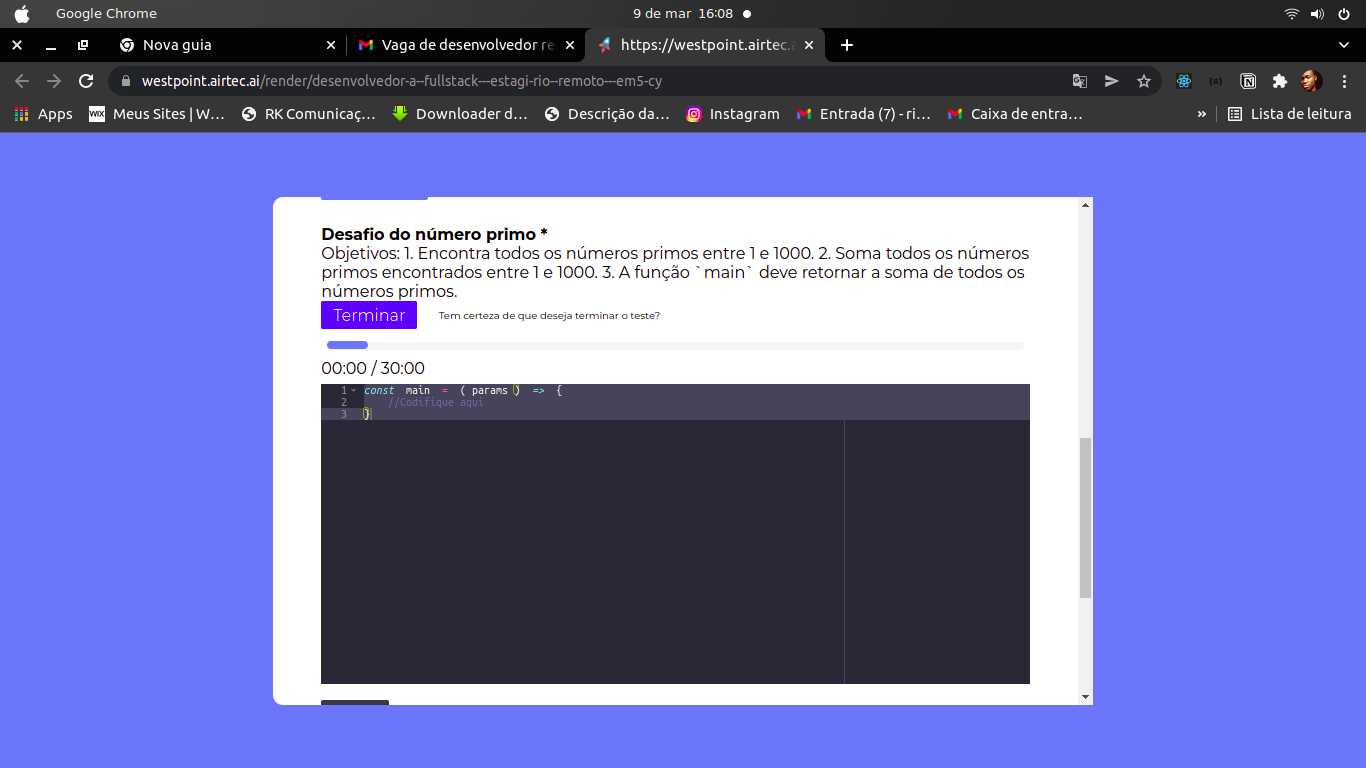 Google Chrome
9 de mar 16:08
Nova guia
Vaga de desenvolvedor re
https://westpoint.airtec.a
westpoint.airtec.ai/render/desenvolvedor-a--fullstack---estagi-rio--remoto---em5-cy
Apps
WiX Meus Sites | W...
RK Comunicaç...
Downloader d...
Descrição da...
Instagram
Entrada (7) - ri...
Caixa de entra...
»
Lista de leitura
Desafio do número primo *
Objetivos: 1. Encontra todos os números primos entre 1 e 1000. 2. Soma todos os números
primos encontrados entre 1 e 1000. 3. A função `main` deve retornar a soma de todos os
números primos.
Terminar
Tem certeza de que deseja terminar o teste?
00:00 / 30:00
1 const main = ( params ) => {
2 //Codifique aqui
3 }